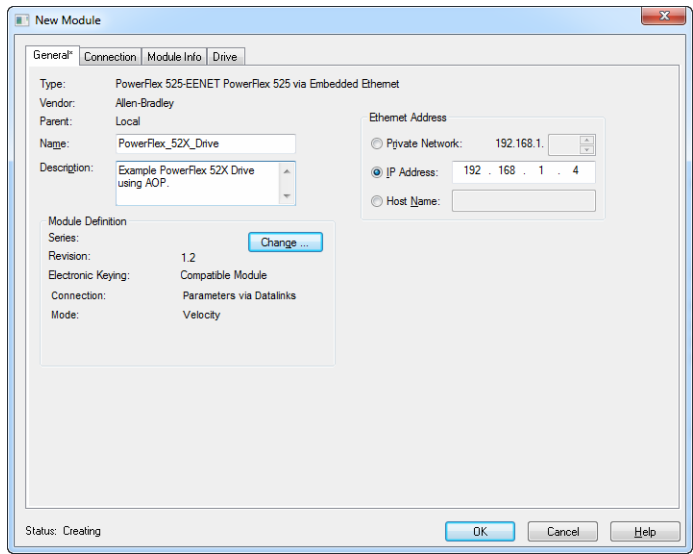 New Module
General* Connection Module Info Drive
Type: PowerFlex 525-EENET PowerFlex 525 via Embedded Ethernet
Vendor: Allen-Bradley
Parent: Local
Name: PowerFlex_52X_Drive
Description: Example PowerFlex 52X Drive
using AOP.
Ethernet Address
Private Network: 192.168.1.
IP Address: 192 . 168 . 1 . 4
Host Name:
Module Definition
Series:
Change ...
Revision: 1.2
Electronic Keying: Compatible Module
Connection: Parameters via Datalinks
Mode: Velocity
Status: Creating
OK Cancel Help